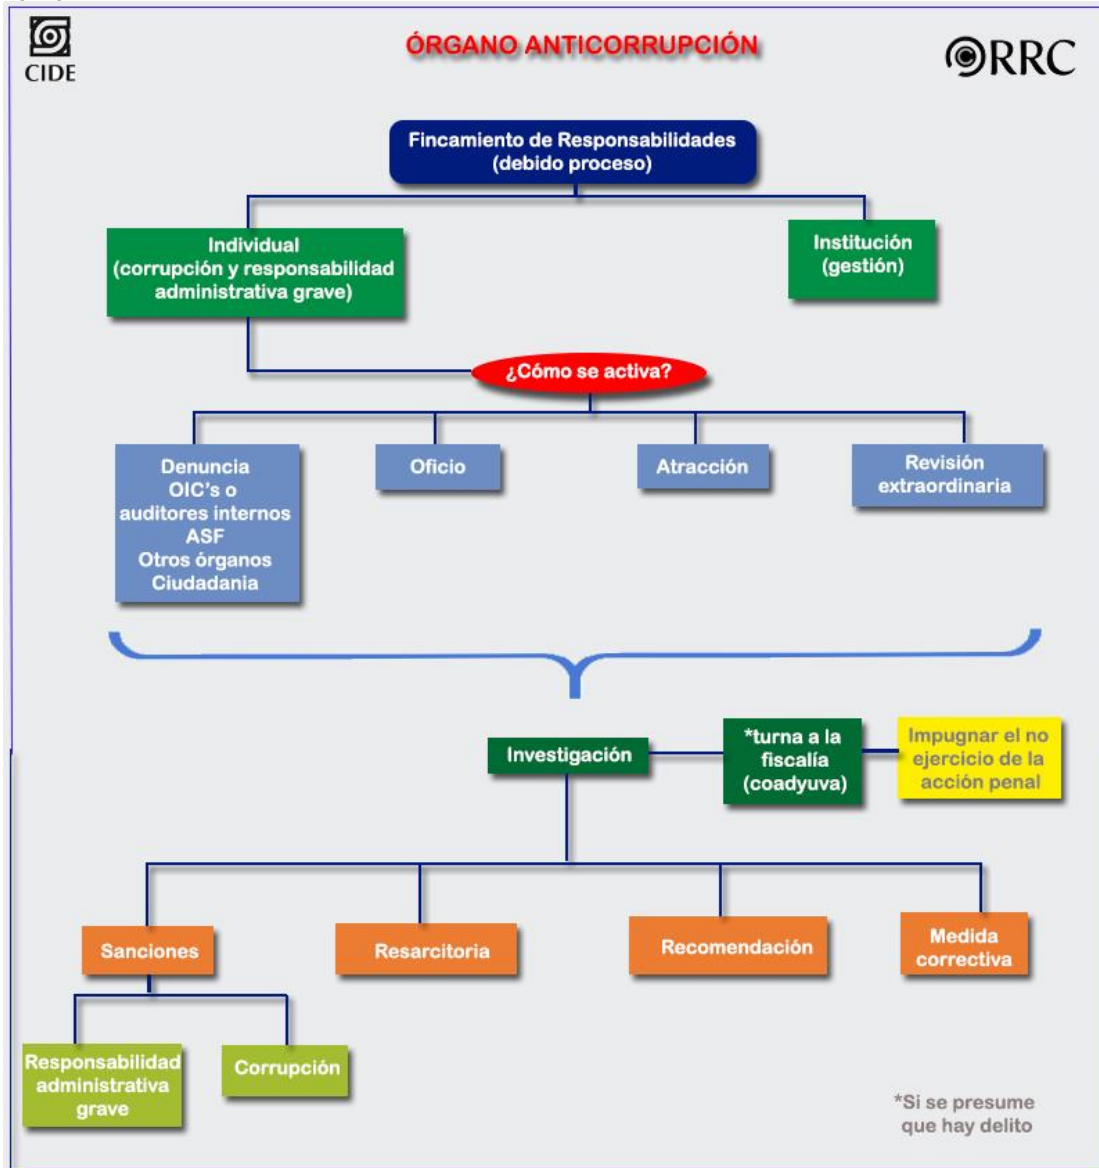 CIDE
ÓRGANO ANTICORRUPCIÓN
RRC
Fincamiento de Responsabilidades
(debido proceso)
Individual
(corrupción y responsabilidad
administrativa grave)
Institución
(gestión)
¿Cómo se activa?
Denuncia
OIC's o
auditores internos
ASF
Otros órganos
Ciudadania
Oficio
Atracción
Revisión
extraordinaria
Investigación
*turna a la
fiscalía
(coadyuva)
Impugnar el no
ejercicio de la
acción penal
Sanciones
Resarcitoria
Recomendación
Medida
correctiva
Responsabilidad
administrativa
grave
Corrupción
*Si se presume
que hay delito